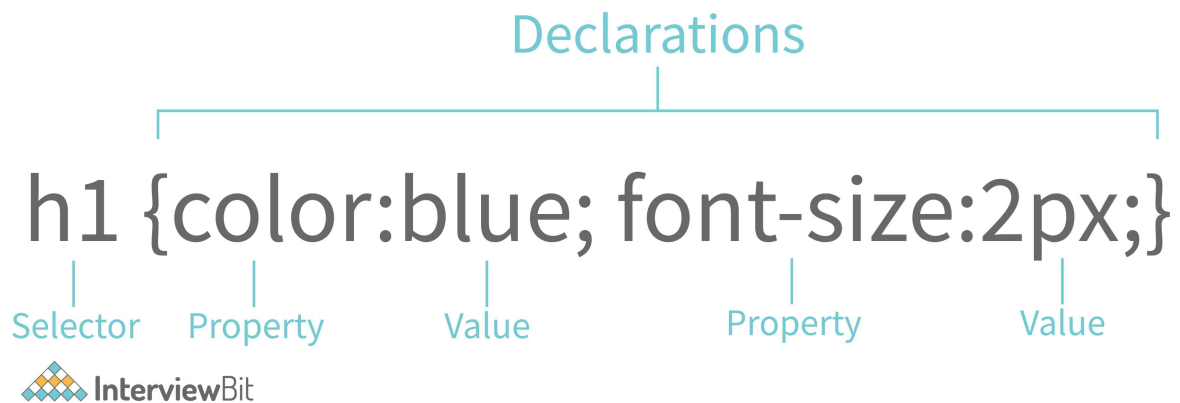 Declarations
h1 {color:blue; font-size:2px;}
Selector Property Value Property Value
InterviewBit